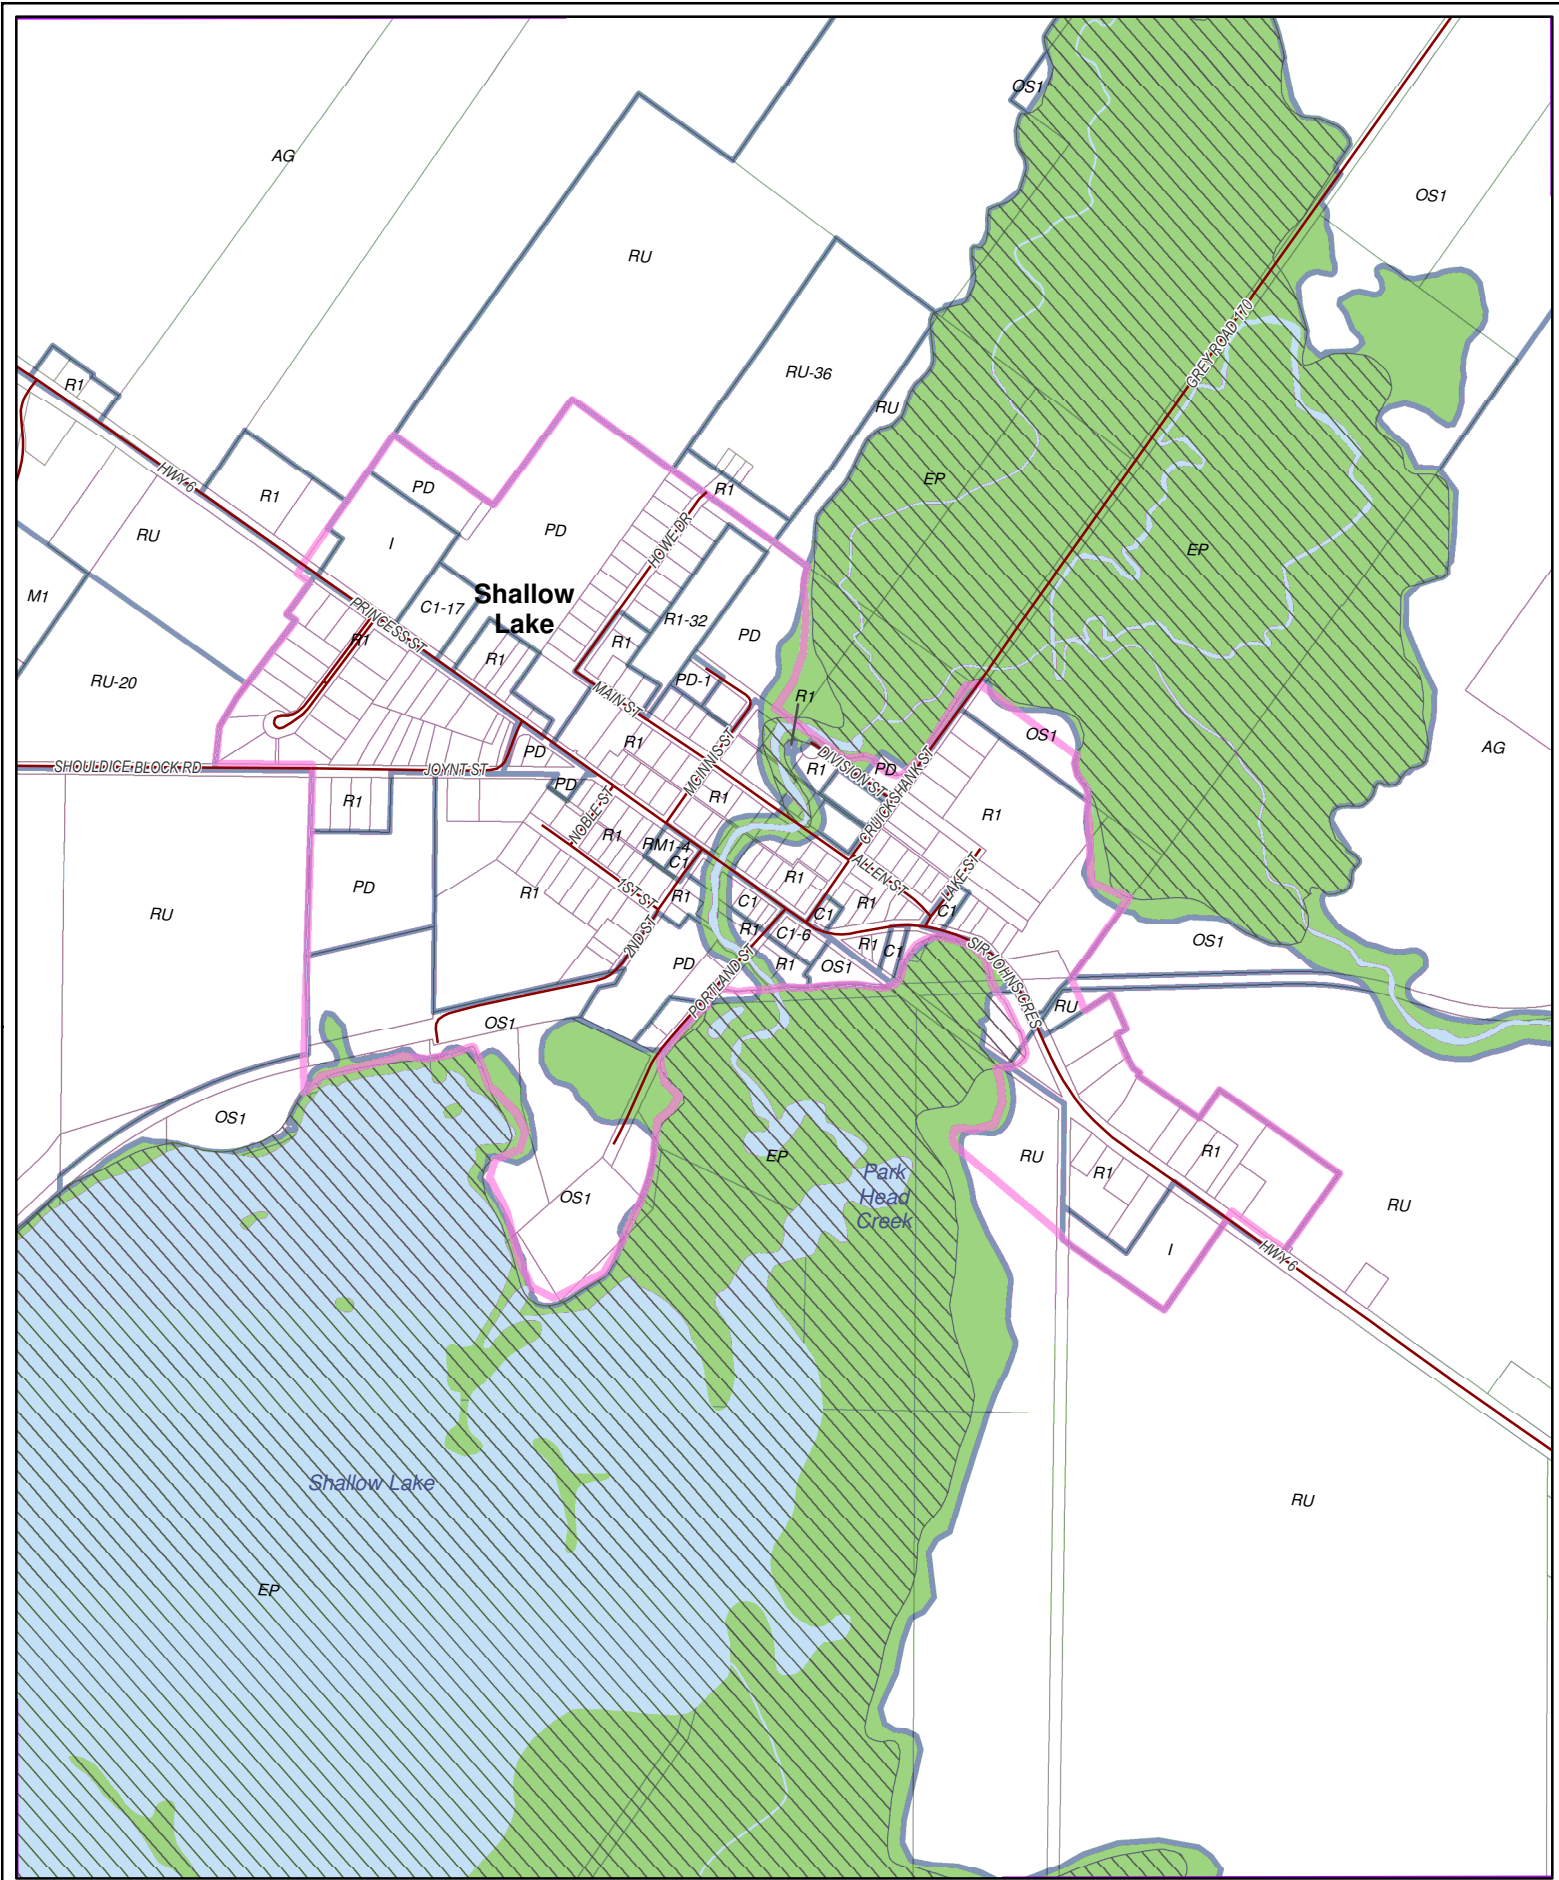 OS1
AG
OS1
RU
GREY ROAD 170
RU-36
R1
RU
HWY 6
EP
R1
PD
R1
I
PD
HOWE DR
RU
EP
M1
Shallow
Lake
C1-17
PRINCESS ST
R1
R1-32
R1
PD
R1
RU-20
PD-1
MAIN ST
R1
OS1
R1
AG
PD
MCINNIS ST
SHOULDICE BLOCK RD
JOYNT ST
R1
DIVISION ST
PD
PD
R1
R1
NOBLE ST
CRUICKSHANK ST
R1
R1
RM1-4
C1
ALLEN ST
LAKE ST
R1
PD
R1
1ST ST
R1
C1
R1
C1
C1
RU
2ND ST
R1
C1-6
R1
C1
SIR JOHNS CRES
OS1
PD
PORTLAND ST
R1
OS1
RU
OS1
OS1
EP
RU
R1
R1
Park
Head
Creek
OS1
RU
I
HWY 6
Shallow Lake
RU
EP